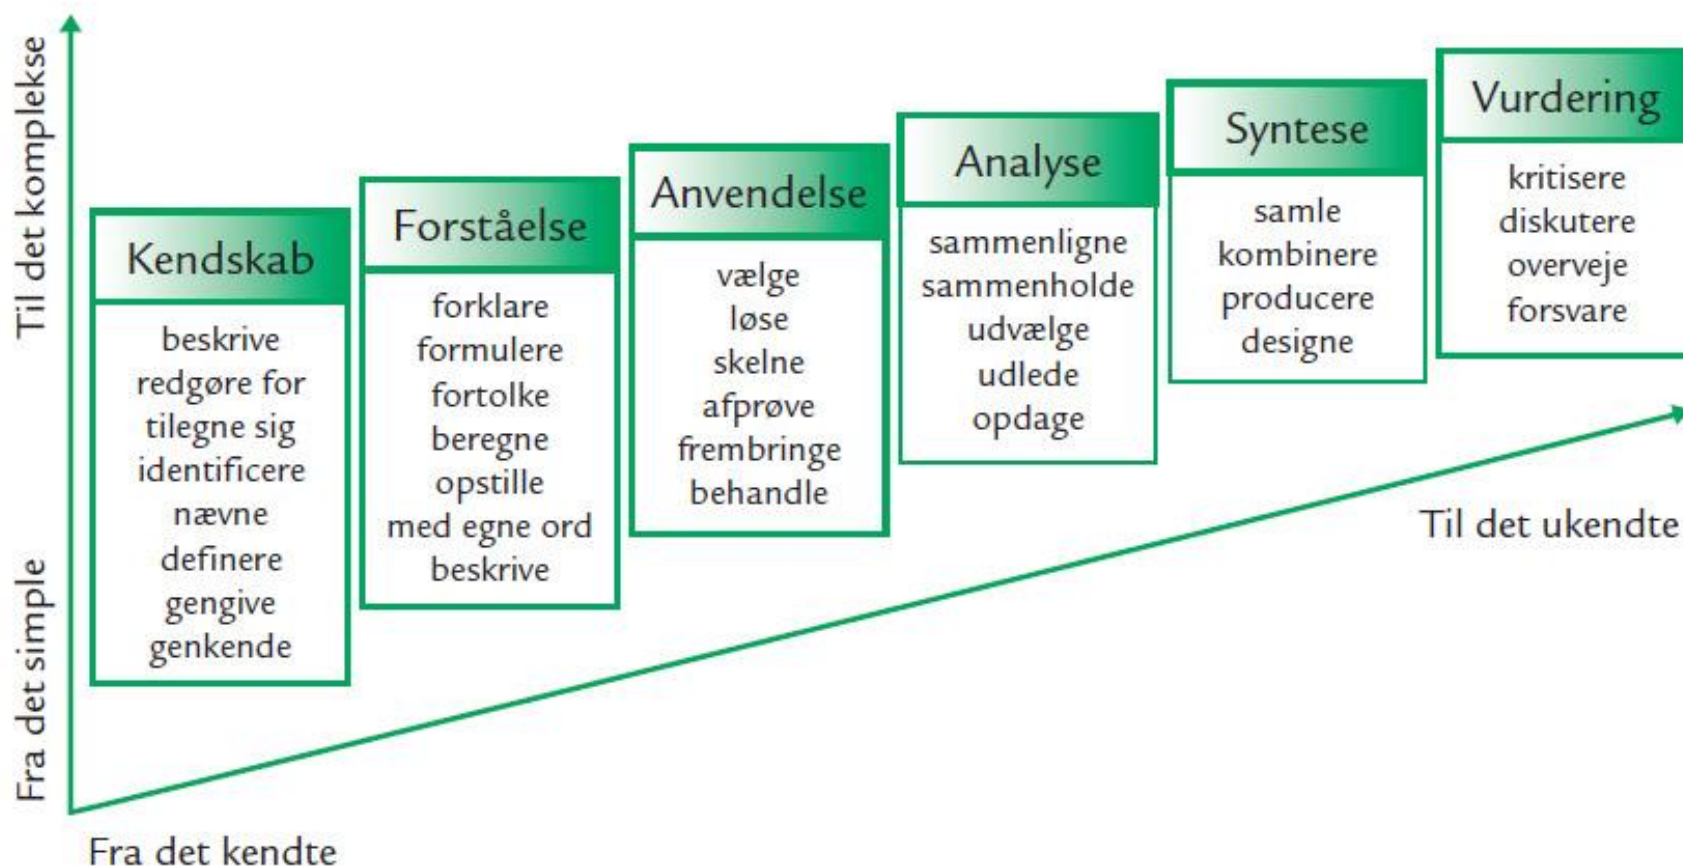 Til det komplekse
Fra det simple
Kendskab
beskrive
redgøre for
tilegne sig
identificere
nævne
definere
gengive
genkende
Forståelse
forklare
formulere
fortolke
beregne
opstille
med egne ord
beskrive
Anvendelse
vælge
løse
skelne
afprøve
frembringe
behandle
Analyse
sammenligne
sammenholde
udvælge
udlede
opdage
Syntese
samle
kombinere
producere
designe
Vurdering
kritisere
diskutere
overveje
forsvare
Til det ukendte
Fra det kendte